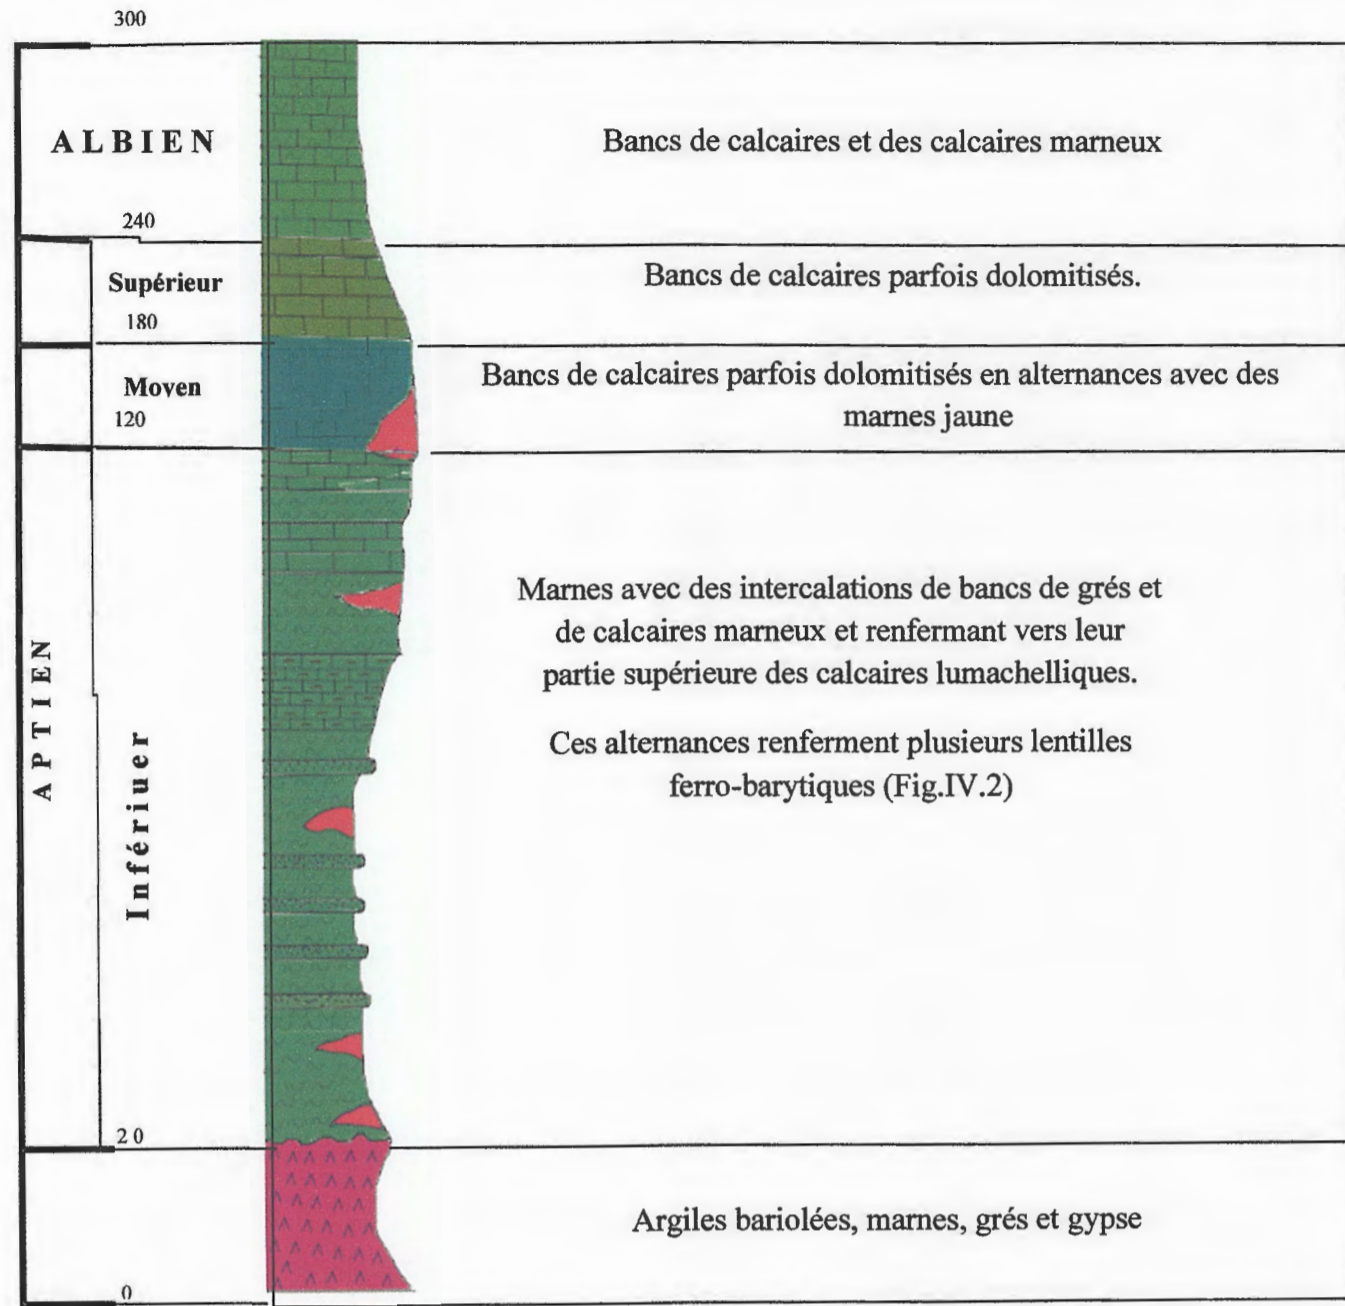 300
ALBIEN
Bancs de calcaires et des calcaires marneux
240
Supérieur
Bancs de calcaires parfois dolomitisés.
180
Moven
Bancs de calcaires parfois dolomitisés en alternances avec des
marnes jaune
120
APTIEN
Infériuer
Marnes avec des intercalations de bancs de grés et
de calcaires marneux et renfermant vers leur
partie supérieure des calcaires lumachelliques.
Ces alternances renferment plusieurs lentilles
ferro-barytiques (Fig.IV.2)
20
Argiles bariolées, marnes, grés et gypse
0